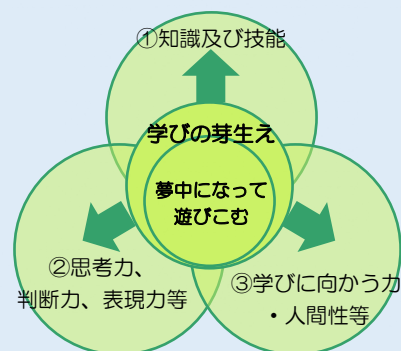 ①知識及び技能
学びの芽生え
夢中になって
遊びこむ
②思考力、
判断力、表現力等
③学びに向かう力
・人間性等